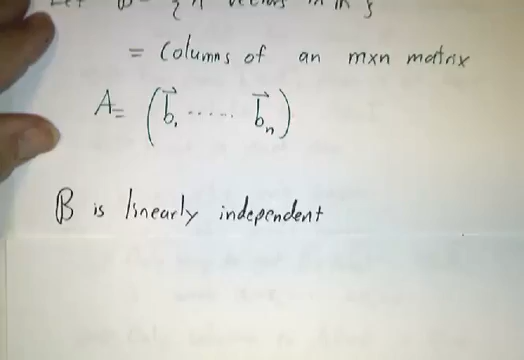 = Columns of an mxn matrix
A = (b⃗₁ ..... b⃗ₙ)
B is linearly independent